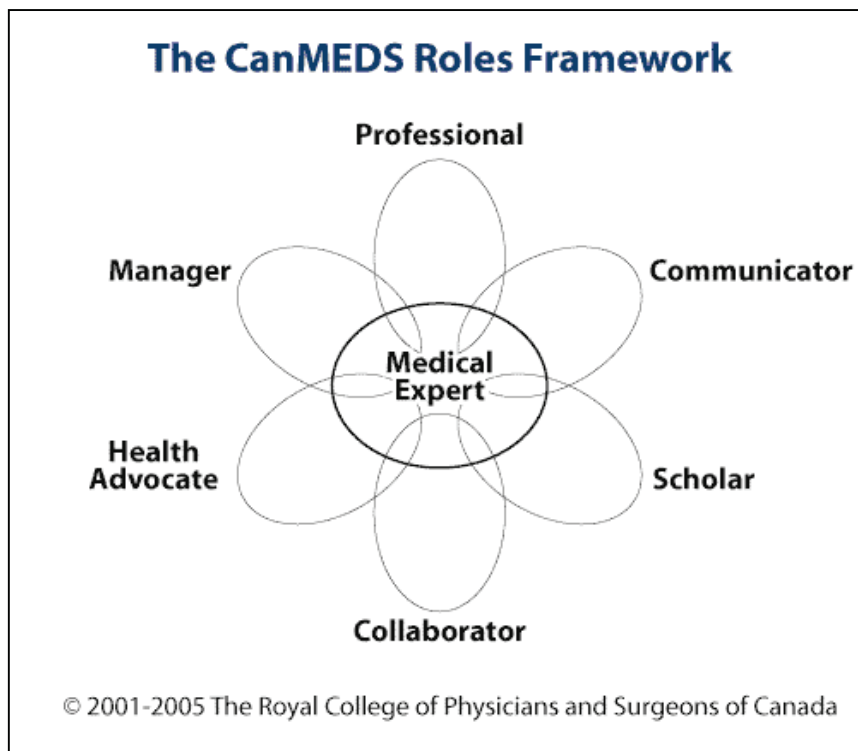 The CanMEDS Roles Framework
Professional
Manager
Communicator
Medical
Expert
Health
Advocate
Scholar
Collaborator
© 2001-2005 The Royal College of Physicians and Surgeons of Canada